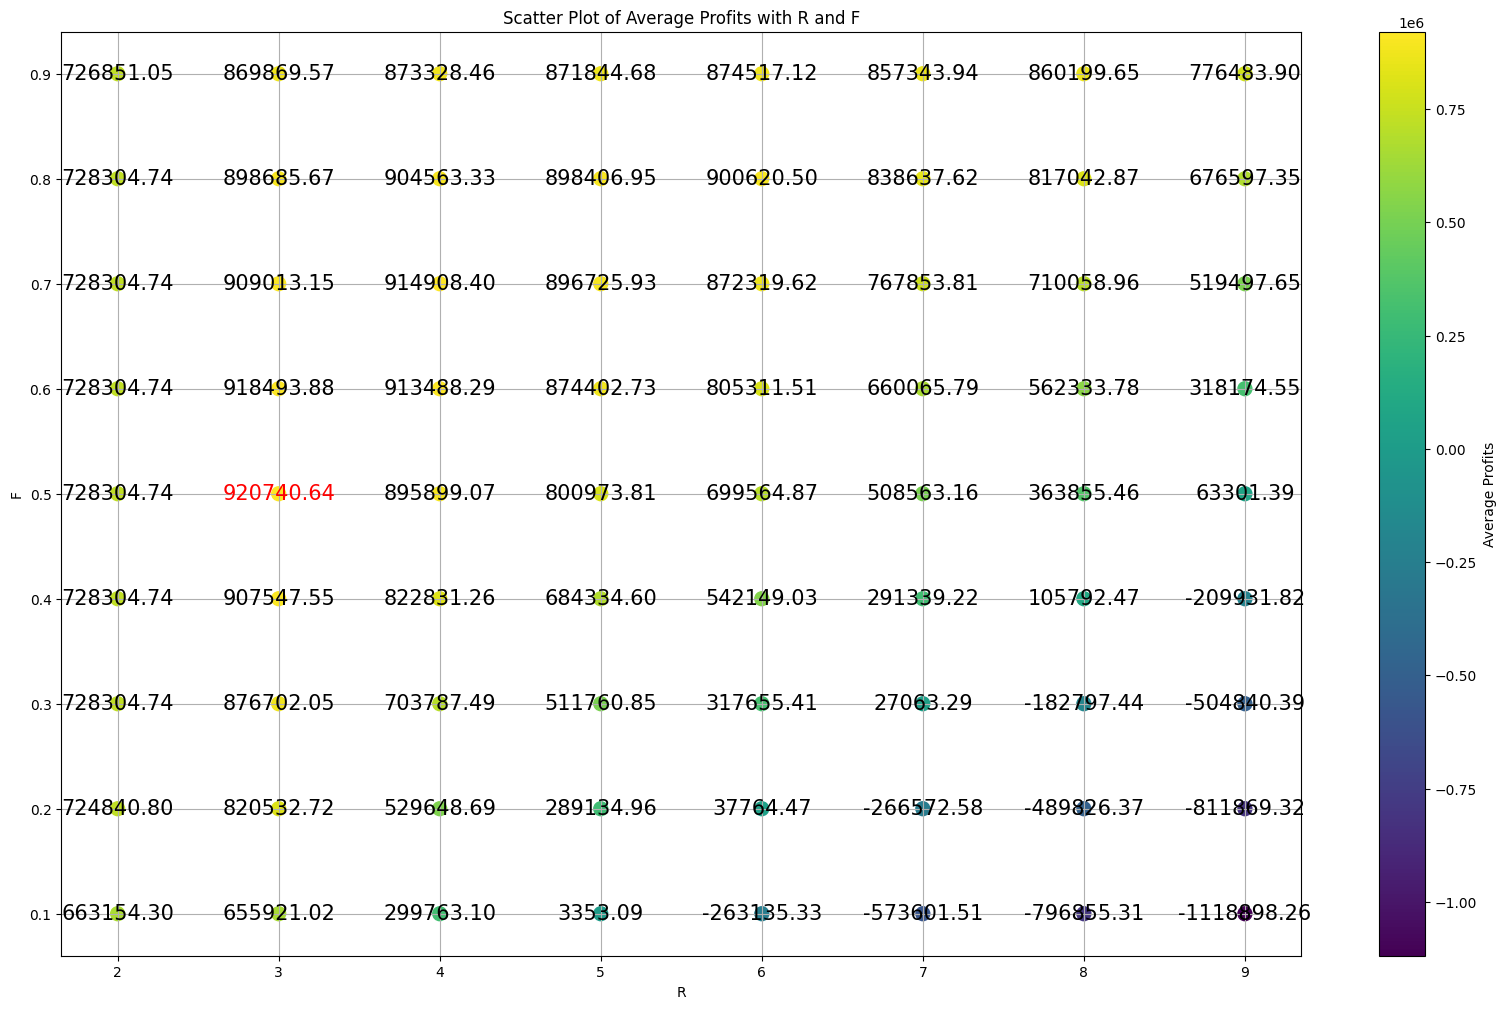 Scatter Plot of Average Profits with R and F
1e6
0.9 726851.05 869869.57 873328.46 871844.68 874517.12 857343.94 860199.65 776483.90
0.8 728304.74 898685.67 904563.33 898406.95 900620.50 838637.62 817042.87 676597.35
0.7 728304.74 909013.15 914908.40 896725.93 872319.62 767853.81 710058.96 519497.65
0.6 728304.74 918493.88 913488.29 874402.73 805311.51 660065.79 562333.78 318174.55
0.5 728304.74 920740.64 895899.07 800973.81 699564.87 508563.16 363855.46 63301.39
0.4 728304.74 907547.55 822831.26 684334.60 542149.03 291339.22 105792.47 -209931.82
0.3 728304.74 876702.05 703787.49 511760.85 317655.41 27063.29 -182797.44 -504840.39
0.2 724840.80 820532.72 529648.69 289134.96 37764.47 -266572.58 -489826.37 -811869.32
0.1 663154.30 655921.02 299763.10 3353.09 -263135.33 -573601.51 -796855.31 -1118898.26
2 3 4 5 6 7 8 9
R
F
0.75
0.50
0.25
0.00
−0.25
−0.50
−0.75
−1.00
Average Profits